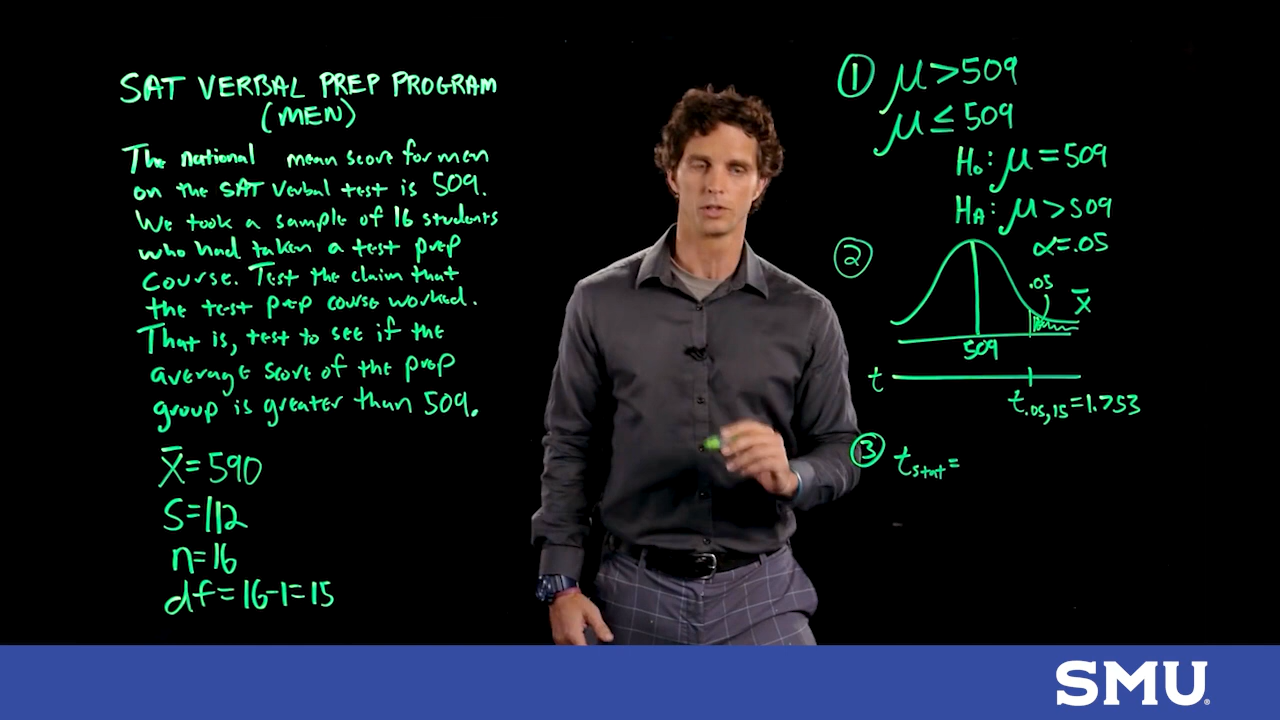 SAT VERBAL PREP PROGRAM
(MEN)
The national mean score for men
on the SAT Verbal test is 509.
We took a sample of 16 students
who had taken a test prep
course. Test the claim that
the test prep course worked.
That is, test to see if the
average score of the prep
group is greater than 509.
x̄=590
s=112
n=16
df=16-1=15
① μ>509
μ≤509
H₀: μ=509
Hₐ: μ>509
② α=.05
.05
x̄
509
t
t.05,15=1.753
③ tstat=
SMU